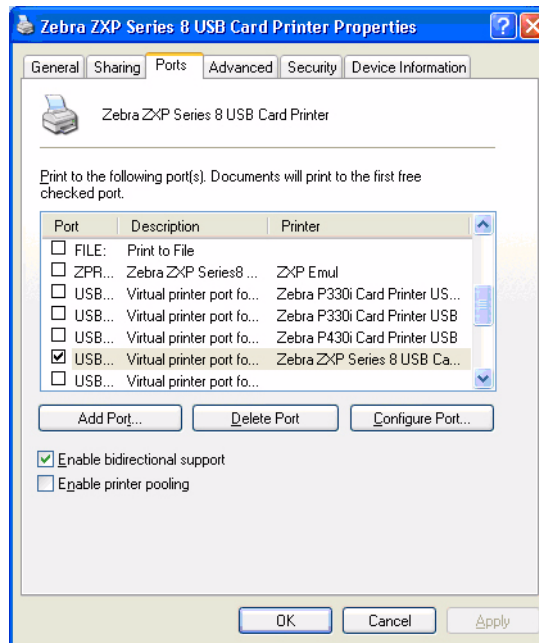 Zebra ZXP Series 8 USB Card Printer Properties
General Sharing Ports Advanced Security Device Information
Zebra ZXP Series 8 USB Card Printer
Print to the following port(s). Documents will print to the first free
checked port.
Port Description Printer
FILE: Print to File
ZPR... Zebra ZXP Series8 ... ZXP Emul
USB... Virtual printer port fo... Zebra P330i Card Printer US...
USB... Virtual printer port fo... Zebra P330i Card Printer USB
USB... Virtual printer port fo... Zebra P430i Card Printer USB
USB... Virtual printer port fo... Zebra ZXP Series 8 USB Ca...
USB... Virtual printer port fo...
Add Port... Delete Port Configure Port...
Enable bidirectional support
Enable printer pooling
OK Cancel Apply